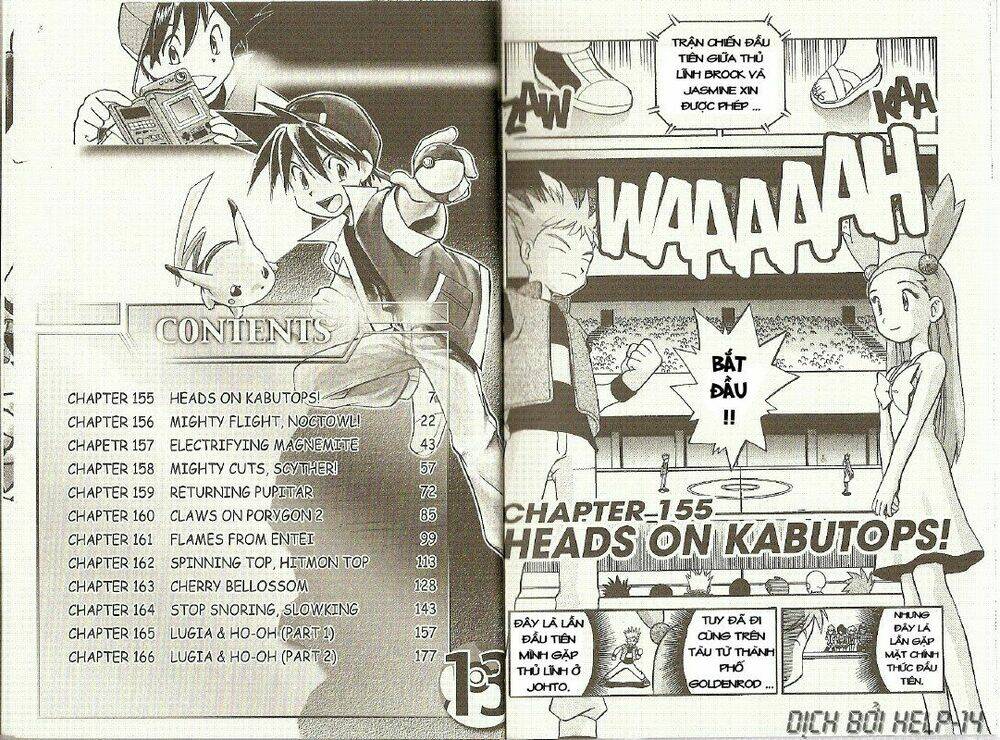 CONTENTS
CHAPTER 155 HEADS ON KABUTOPS! 7
CHAPTER 156 MIGHTY FLIGHT, NOCTOWL! 22
CHAPETR 157 ELECTRIFYING MAGNEMITE 43
CHAPTER 158 MIGHTY CUTS, SCYTHER! 57
CHAPTER 159 RETURNING PUPITAR 72
CHAPTER 160 CLAWS ON PORYGON 2 85
CHAPTER 161 FLAMES FROM ENTEI 99
CHAPTER 162 SPINNING TOP, HITMON TOP 113
CHAPTER 163 CHERRY BELLOSSOM 128
CHAPTER 164 STOP SNORING, SLOWKING 143
CHAPTER 165 LUGIA & HO-OH (PART 1) 157
CHAPTER 166 LUGIA & HO-OH (PART 2) 177
13
TRẬN CHIẾN ĐẦU
TIÊN GIỮA THỦ
LĨNH BROCK VÀ
JASMINE XIN
ĐƯỢC PHÉP ...
ZAW
KAA
WAAAAAAH
BẮT
ĐẦU
!!
CHAPTER 155
HEADS ON KABUTOPS!
ĐÂY LÀ LẦN
ĐẦU TIÊN
MÌNH GẶP
THỦ LĨNH Ở
JOHTO.
TUY ĐÃ ĐI
CÙNG TRÊN
TÀU TỪ THÀNH
PHỐ
GOLDENROD ...
NHƯNG
ĐÂY LÀ
LẦN GẶP
MẶT CHÍNH
THỨC ĐẦU
TIÊN.
DỊCH BỞI HELP-14